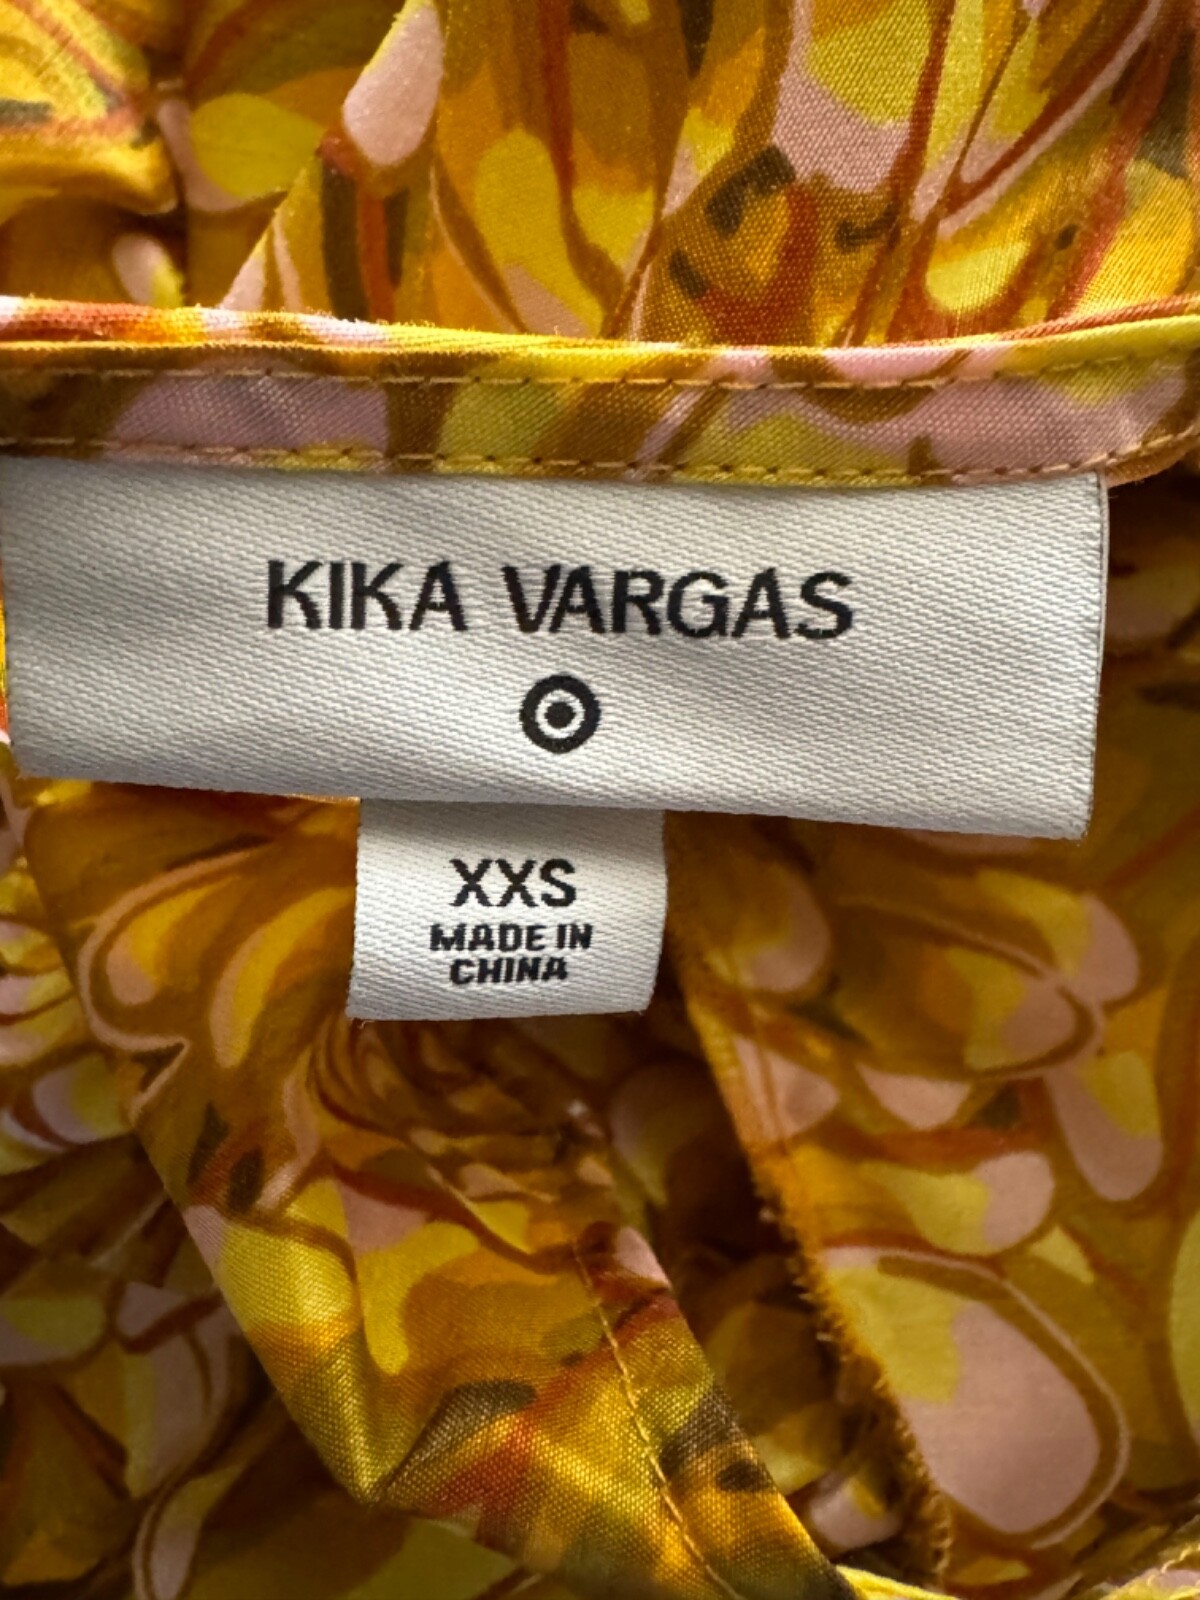 KIKA VARGAS
XXS
MADE IN
CHINA